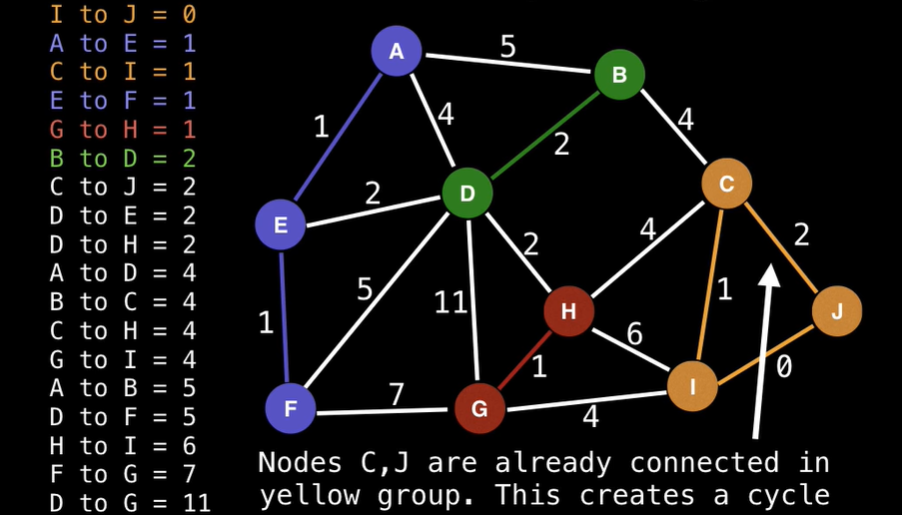 I to J = 0
A to E = 1
C to I = 1
E to F = 1
G to H = 1
B to D = 2
C to J = 2
D to E = 2
D to H = 2
A to D = 4
B to C = 4
C to H = 4
G to I = 4
A to B = 5
D to F = 5
H to I = 6
F to G = 7
D to G = 11
A
5
B
1
4
2
4
C
D
E
2
4
2
2
5
11
1
H
J
1
6
0
I
F
7
G
4
Nodes C,J are already connected in
yellow group. This creates a cycle